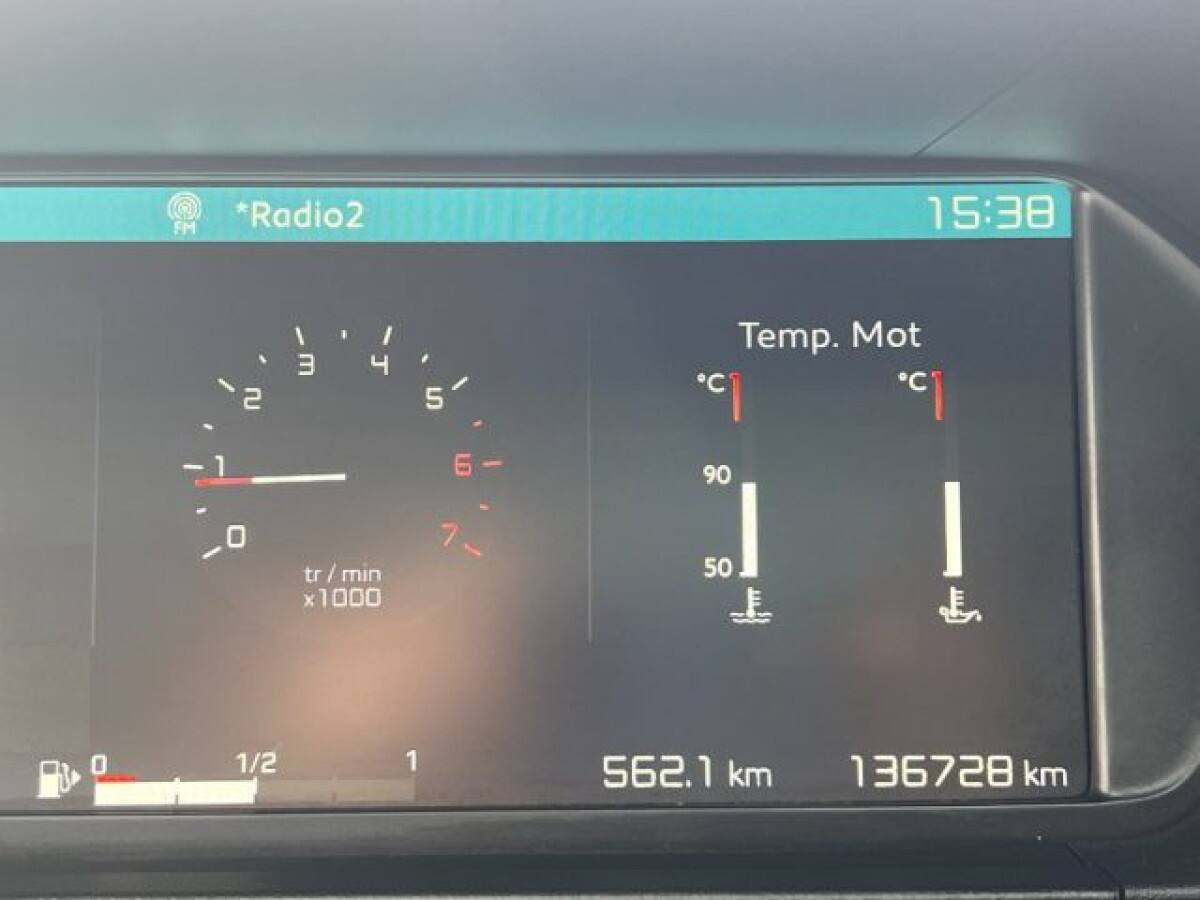 FM *Radio2 15:38
Temp. Mot
0 1 2 3 4 5 6 7
tr / min
x1000
°C °C
90
50
0 1/2 1
562.1 km 136728 km